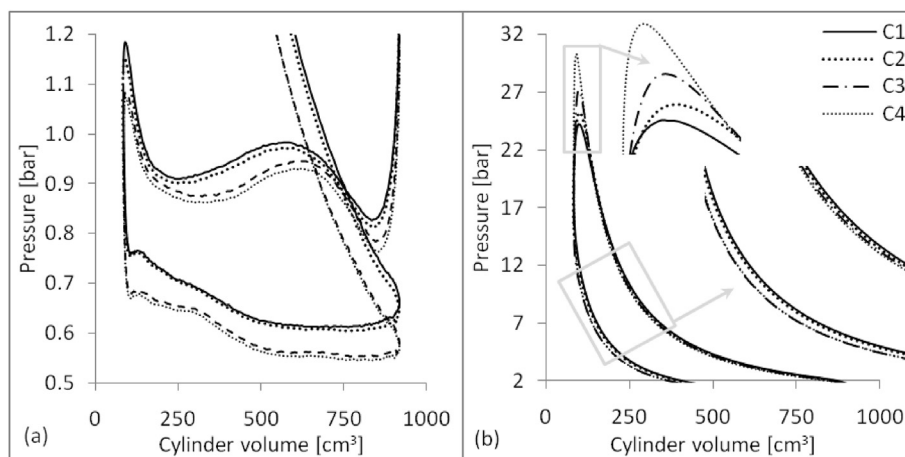 1.2
1.1
1.0
0.9
0.8
0.7
0.6
0.5
Pressure [bar]
0
250
500
750
1000
Cylinder volume [cm³]
(a)
32
27
22
17
12
7
2
Pressure [bar]
0
250
500
750
1000
Cylinder volume [cm³]
(b)
C1
C2
C3
C4